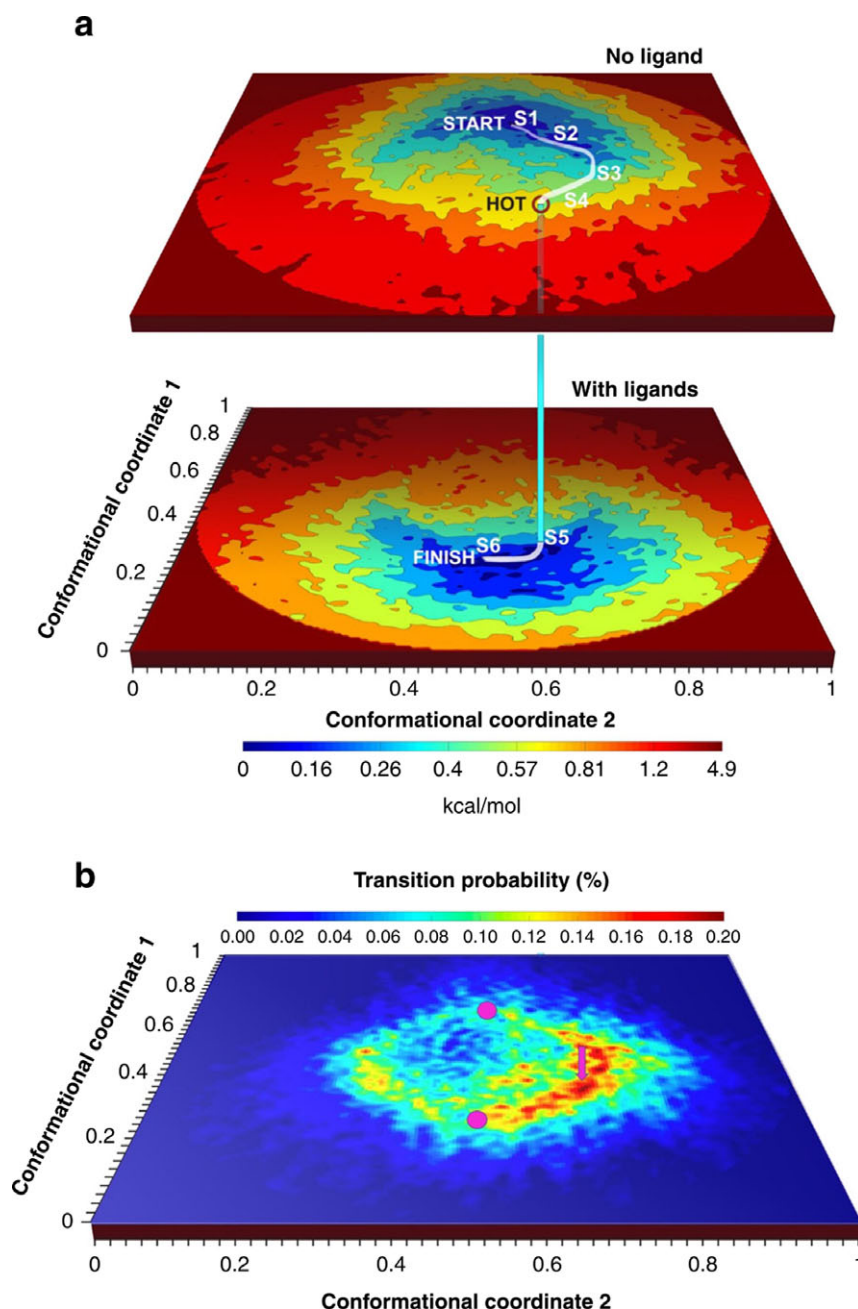 a
No ligand
START
S1
S2
S3
HOT
S4
With ligands
Conformational coordinate 1
1
0.8
0.6
0.4
0.2
0
S6
S5
FINISH
0 0.2 0.4 0.6 0.8 1
Conformational coordinate 2
0 0.16 0.26 0.4 0.57 0.81 1.2 4.9
kcal/mol
b
Transition probability (%)
0.00 0.02 0.04 0.06 0.08 0.10 0.12 0.14 0.16 0.18 0.20
Conformational coordinate 1
1
0.8
0.6
0.4
0.2
0
0 0.2 0.4 0.6 0.8 1
Conformational coordinate 2